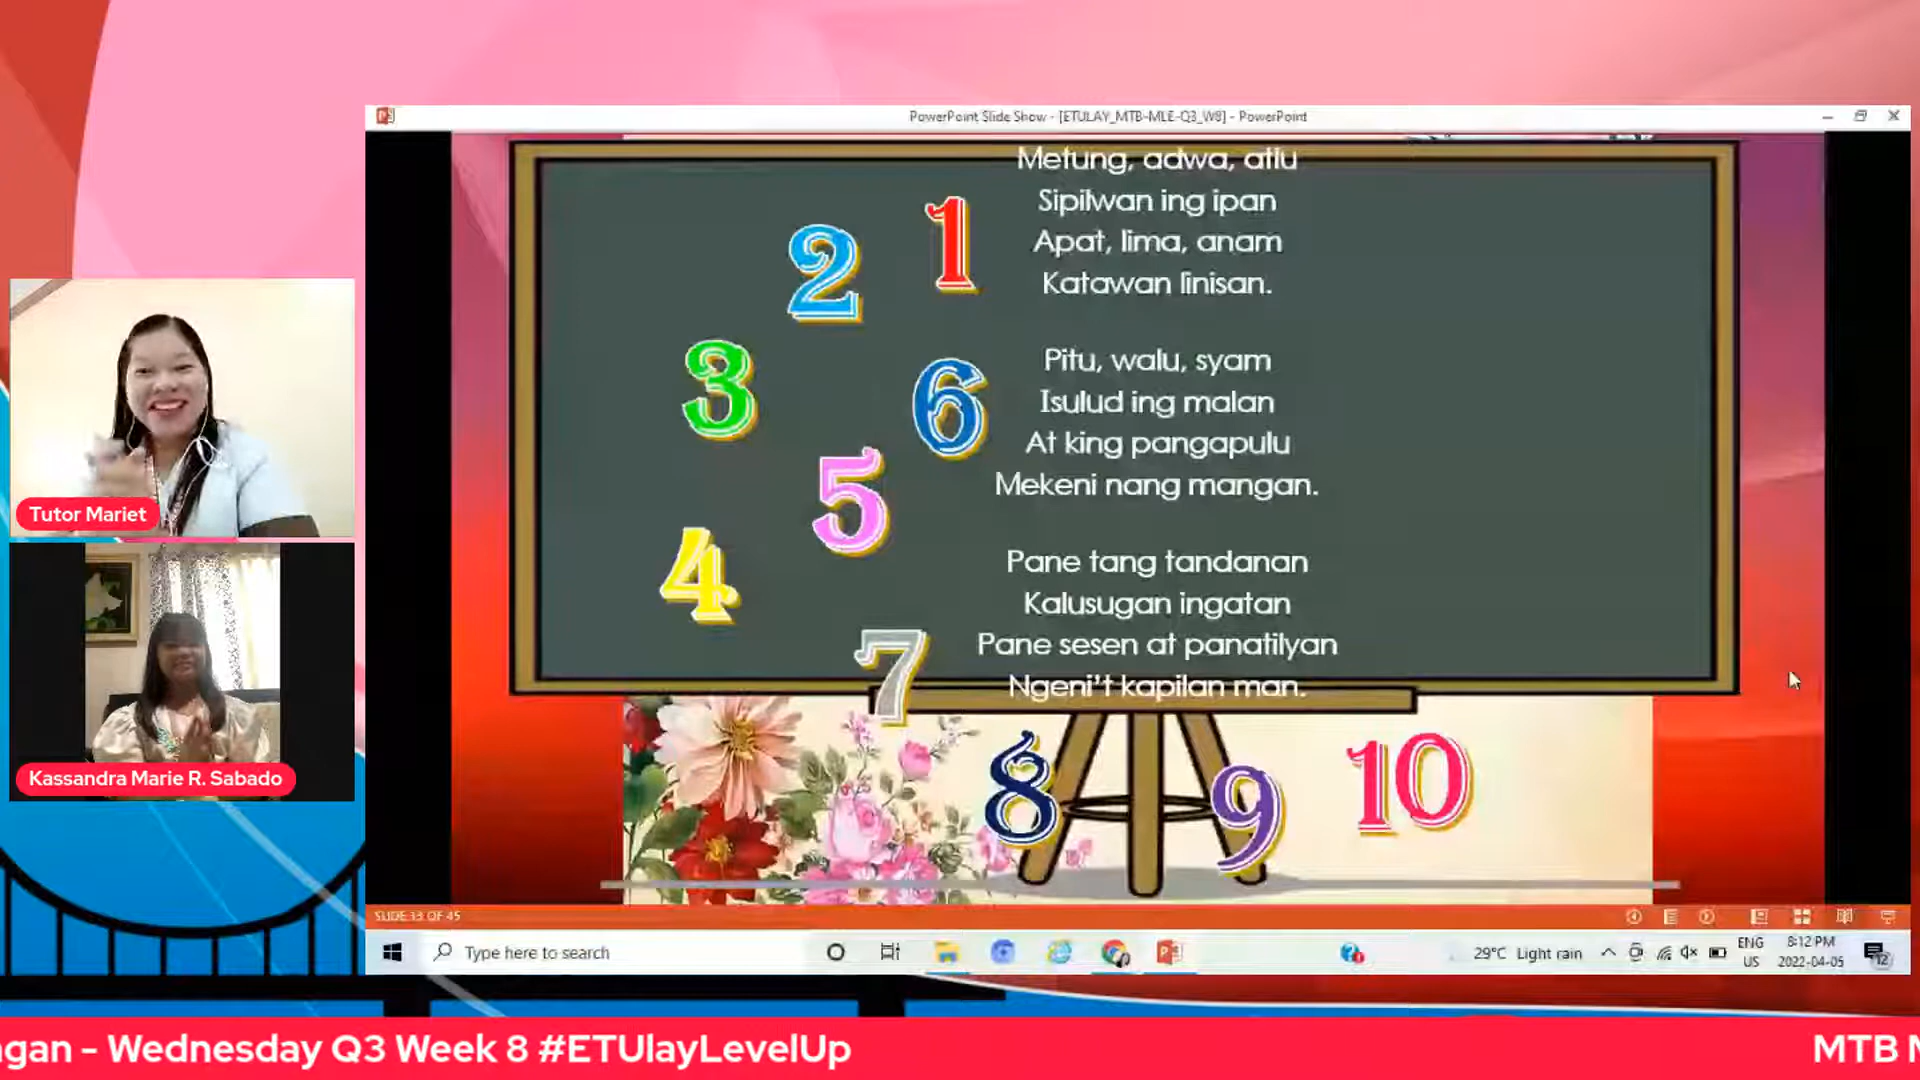 PowerPoint Slide Show - [ETULAY_MTB-MLE-Q3_W8] - PowerPoint
Metung, adwa, atlu
Sipilwan ing ipan
Apat, lima, anam
Katawan linisan.
Pitu, walu, syam
Isulud ing malan
At king pangapulu
Mekeni nang mangan.
Pane tang tandanan
Kalusugan ingatan
Pane sesen at panatilyan
Ngeni't kapilan man.
1
2
3
6
5
4
7
8
9
10
Tutor Mariet
Kassandra Marie R. Sabado
SLIDE 13 OF 45
Type here to search
29°C Light rain
ENG
US
8:12 PM
2022-04-05
12
ngan - Wednesday Q3 Week 8 #ETUlayLevelUp
MTB